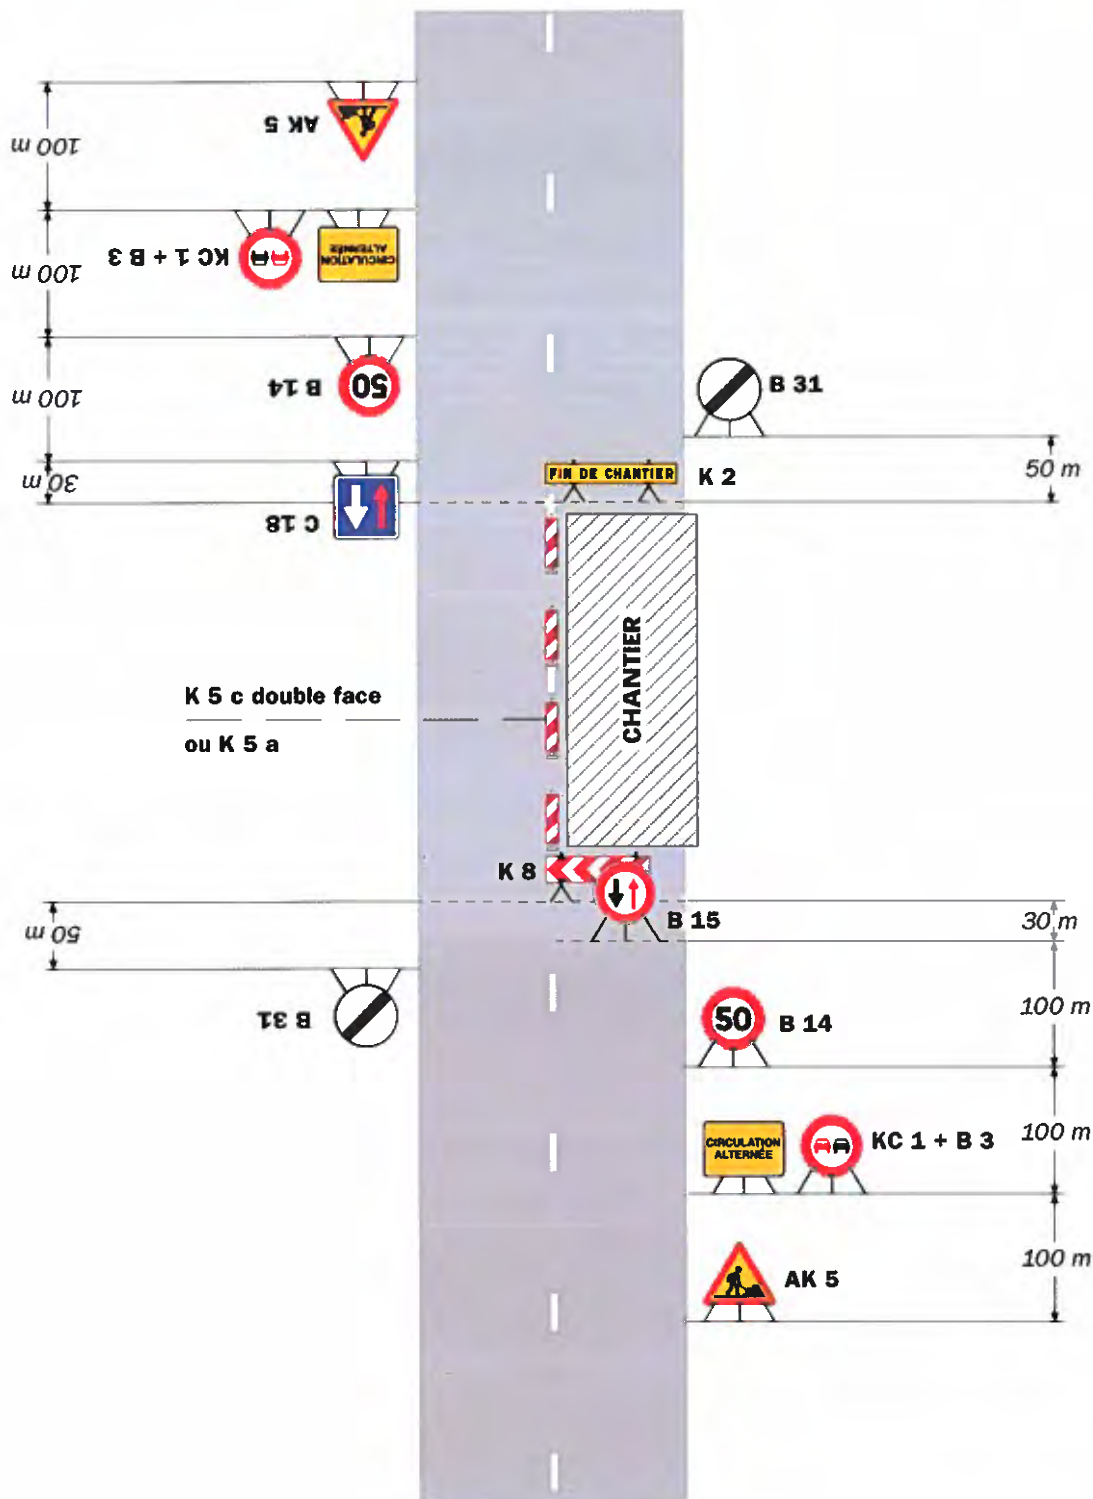 AK 5
100 m
KC 1 + B 3
CIRCULATION
ALTERNÉE
100 m
B 14
50
100 m
B 31
FIN DE CHANTIER
K 2
50 m
30 m
C 18
CHANTIER
K 5 c double face
ou K 5 a
K 8
B 15
50 m
30 m
B 31
50
B 14
100 m
CIRCULATION
ALTERNÉE
KC 1 + B 3
100 m
AK 5
100 m